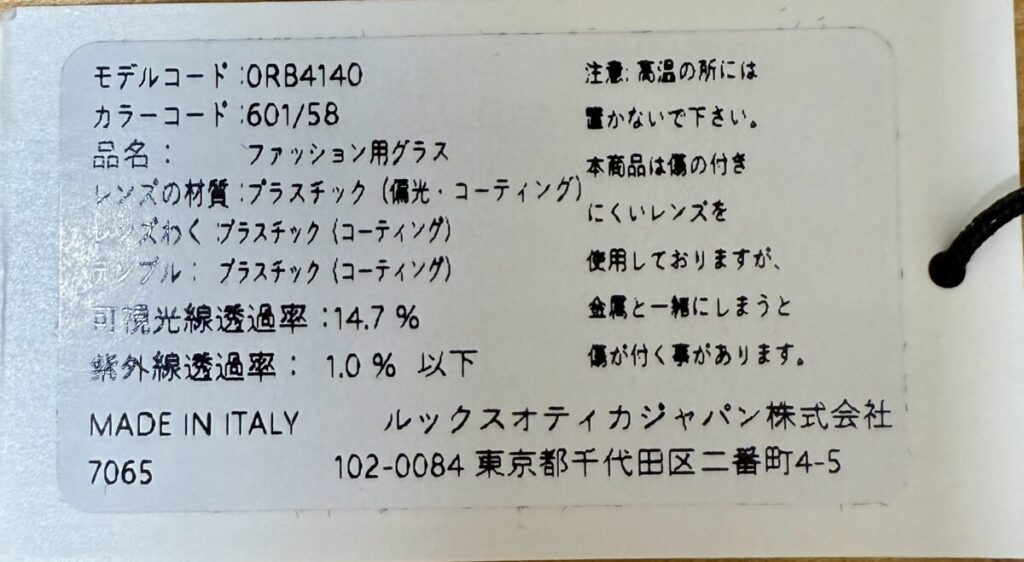 モデルコード:0RB4140
カラーコード:601/58
品名: ファッション用グラス
レンズの材質:プラスチック(偏光・コーティング)
レンズわく:プラスチック(コーティング)
テンプル: プラスチック(コーティング)
可視光線透過率:14.7%
紫外線透過率: 1.0% 以下
MADE IN ITALY
7065
注意:高温の所には
置かないで下さい。
本商品は傷の付き
にくいレンズを
使用しておりますが、
金属と一緒にしまうと
傷が付く事があります。
ルックスオティカジャパン株式会社
102-0084 東京都千代田区二番町4-5